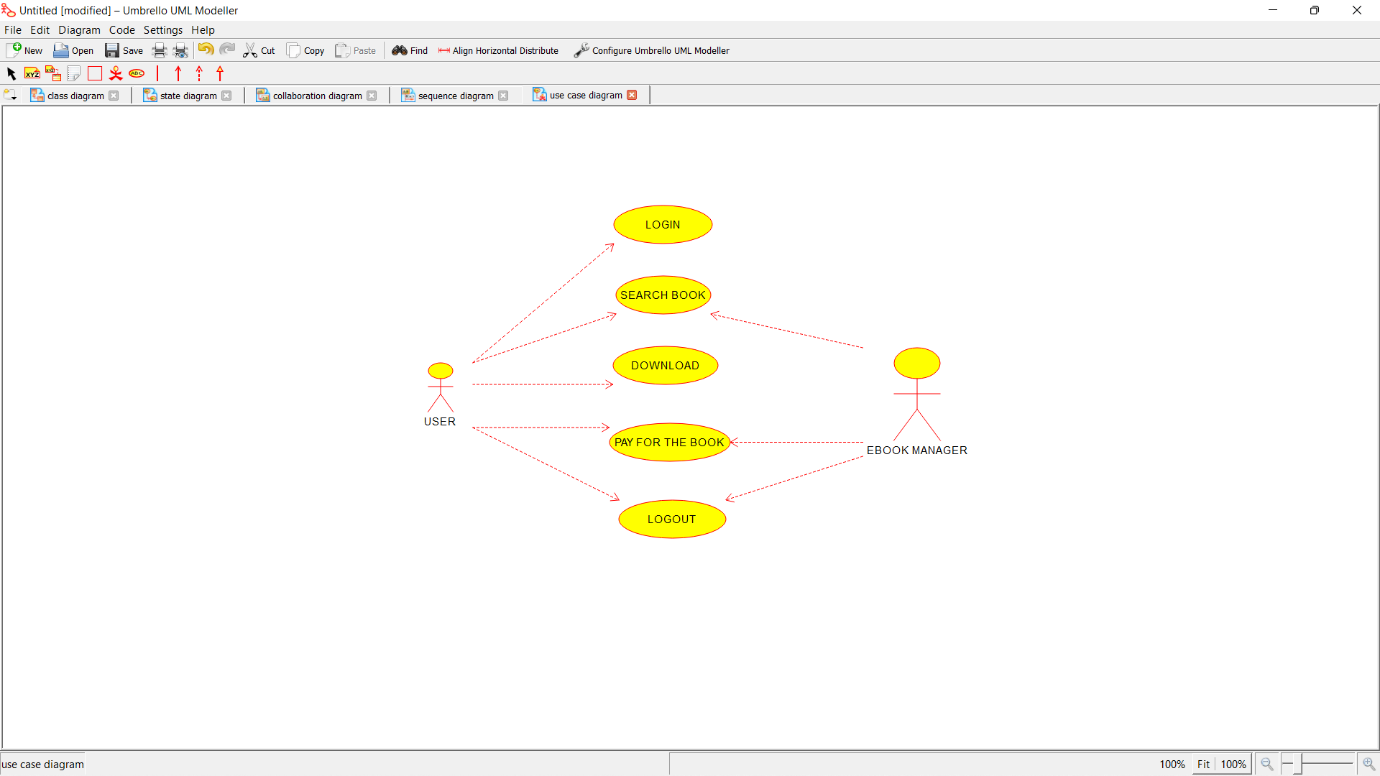 Untitled [modified] – Umbrello UML Modeller
File Edit Diagram Code Settings Help
New Open Save Cut Copy Paste Find Align Horizontal Distribute Configure Umbrello UML Modeller
XYZ ABC
class diagram state diagram collaboration diagram sequence diagram use case diagram
LOGIN
SEARCH BOOK
DOWNLOAD
USER
PAY FOR THE BOOK
EBOOK MANAGER
LOGOUT
use case diagram 100% Fit 100%